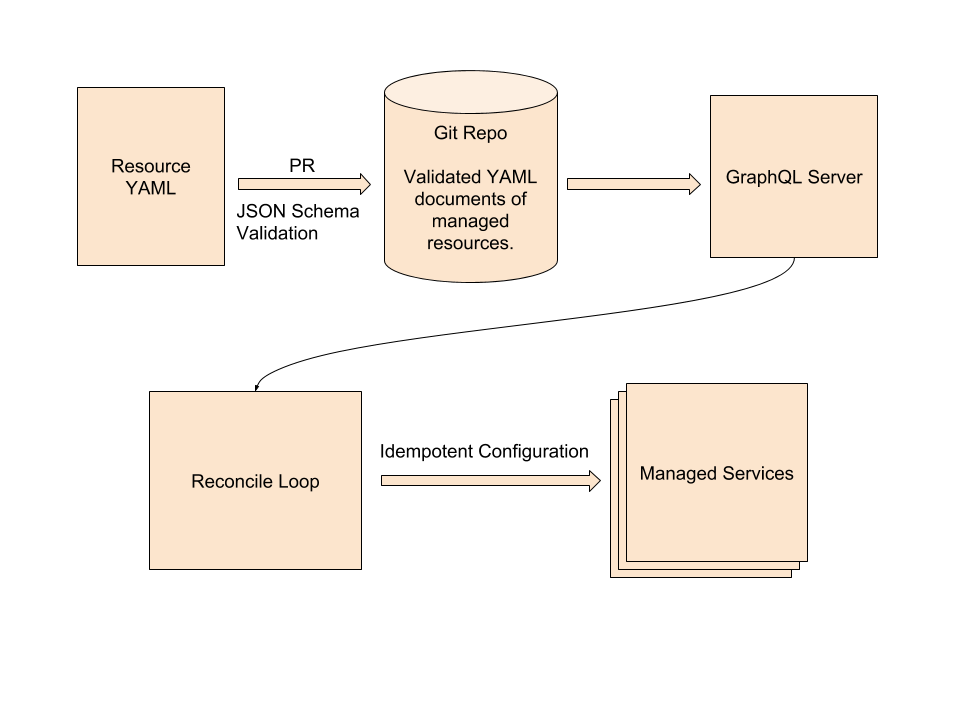 Resource
YAML
PR
JSON Schema
Validation
Git Repo
Validated YAML
documents of
managed
resources.
GraphQL Server
Reconcile Loop
Idempotent Configuration
Managed Services